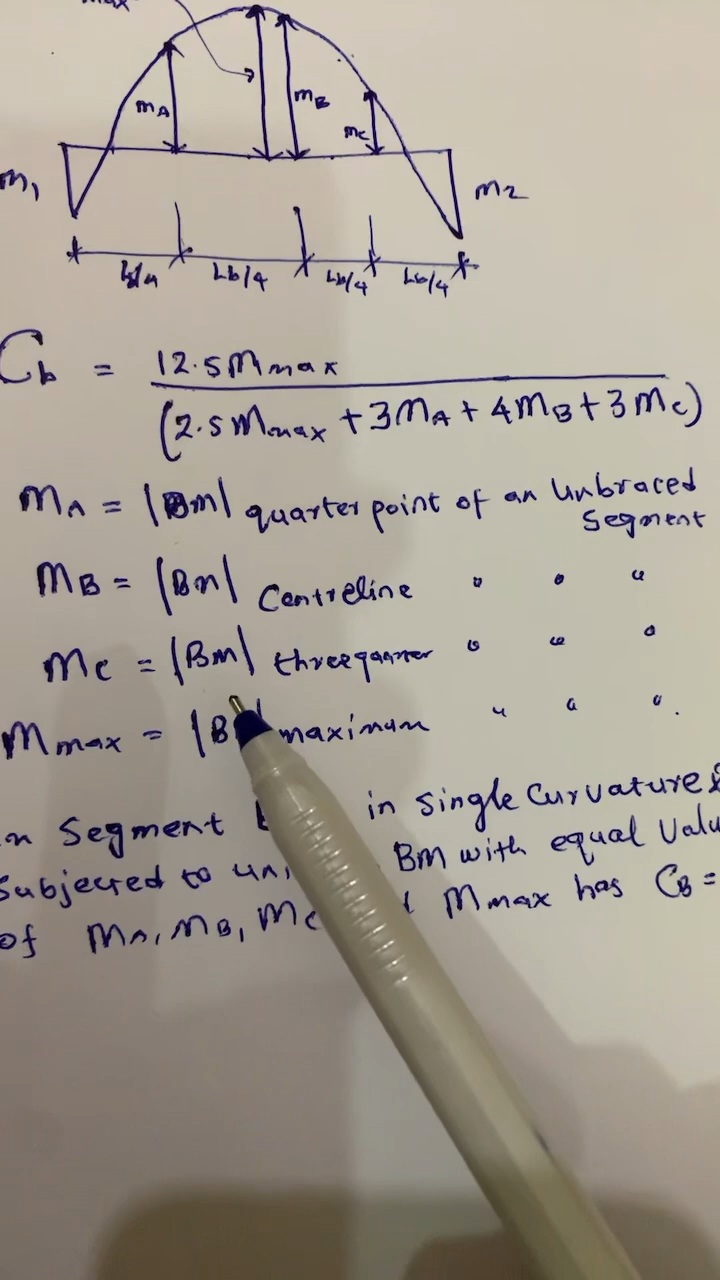 max
mA
mB
mc
m1
m2
Lb/4
Lb/4
Lb/4
Lb/4
Cb = 12.5Mmax
(2.5Mmax + 3MA + 4MB + 3Mc)
MA = |BM| quarter point of an Unbraced
Segment
MB = |BM| Centreline " " "
Mc = |BM| threequarter " " "
Mmax = |B maximum " " ".
Segment in Single Curvature &
Subjected to uni BM with equal Valu
of MA, MB, Mc Mmax has CB =